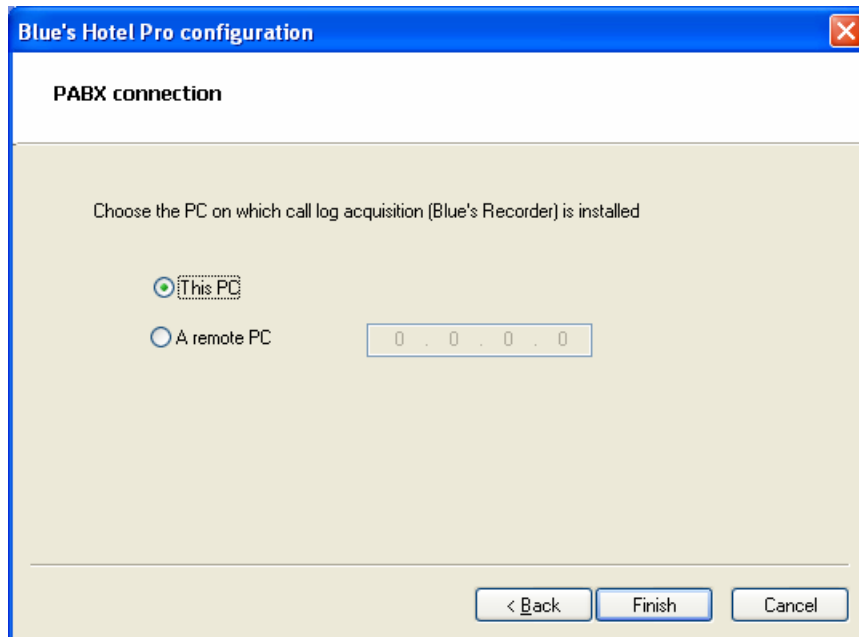 Blue's Hotel Pro configuration
PABX connection
Choose the PC on which call log acquisition (Blue's Recorder) is installed
This PC
A remote PC 0 . 0 . 0 . 0
< Back Finish Cancel